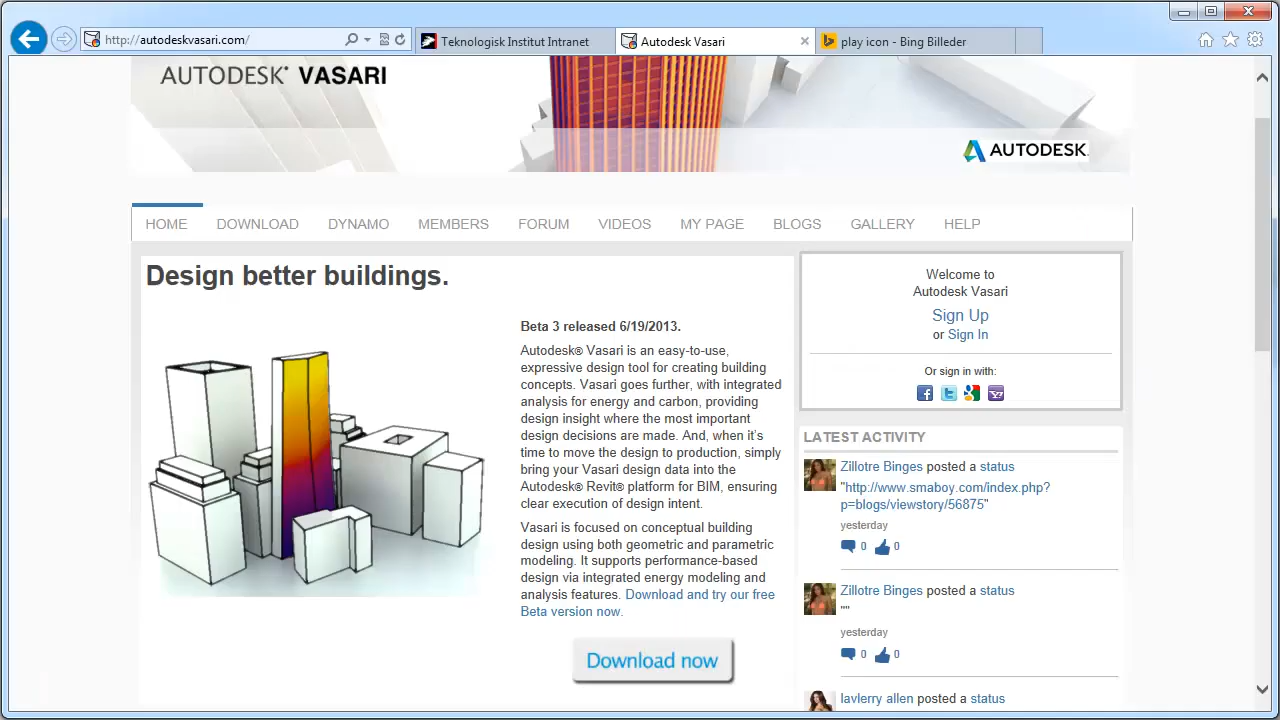 http://autodeskvasari.com/
Teknologisk Institut Intranet
Autodesk Vasari
play icon - Bing Billeder
AUTODESK® VASARI
AUTODESK.
HOME DOWNLOAD DYNAMO MEMBERS FORUM VIDEOS MY PAGE BLOGS GALLERY HELP
Design better buildings.
Beta 3 released 6/19/2013.
Autodesk® Vasari is an easy-to-use,
expressive design tool for creating building
concepts. Vasari goes further, with integrated
analysis for energy and carbon, providing
design insight where the most important
design decisions are made. And, when it's
time to move the design to production, simply
bring your Vasari design data into the
Autodesk® Revit® platform for BIM, ensuring
clear execution of design intent.
Vasari is focused on conceptual building
design using both geometric and parametric
modeling. It supports performance-based
design via integrated energy modeling and
analysis features. Download and try our free
Beta version now.
Download now
Welcome to
Autodesk Vasari
Sign Up
or Sign In
Or sign in with:
LATEST ACTIVITY
Zillotre Binges posted a status
"http://www.smaboy.com/index.php?
p=blogs/viewstory/56875"
yesterday
0 0
Zillotre Binges posted a status
""
yesterday
0 0
lavlerry allen posted a status